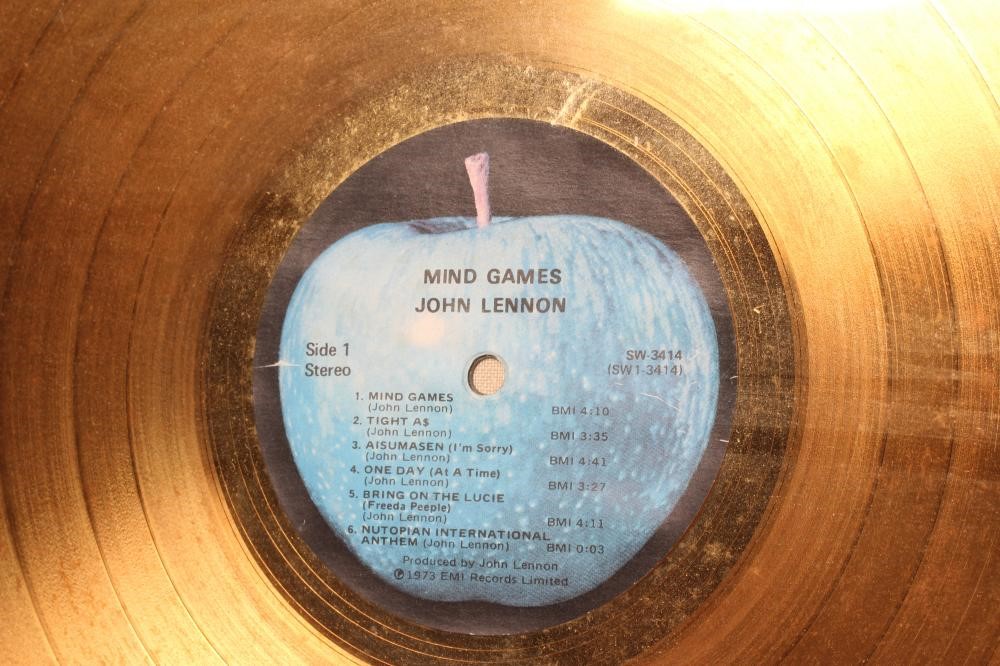 MIND GAMES
JOHN LENNON
Side 1
Stereo
SW-3414
(SW1-3414)
1. MIND GAMES
(John Lennon) BMI 4:10
2. TIGHT A$
(John Lennon) BMI 3:35
3. AISUMASEN (I'm Sorry)
(John Lennon) BMI 4:41
4. ONE DAY (At A Time)
(John Lennon) BMI 3:27
5. BRING ON THE LUCIE
(Freeda Peeple)
(John Lennon) BMI 4:11
6. NUTOPIAN INTERNATIONAL
ANTHEM (John Lennon) BMI 0:03
Produced by John Lennon
℗1973 EMI Records Limited